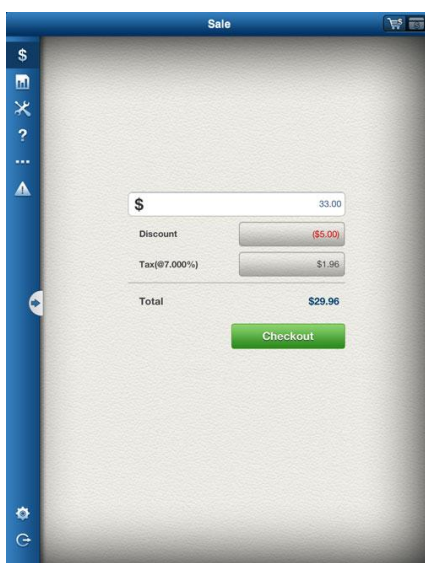 Sale
$
?
$ 33.00
Discount ($5.00)
Tax(@7.000%) $1.96
Total $29.96
Checkout